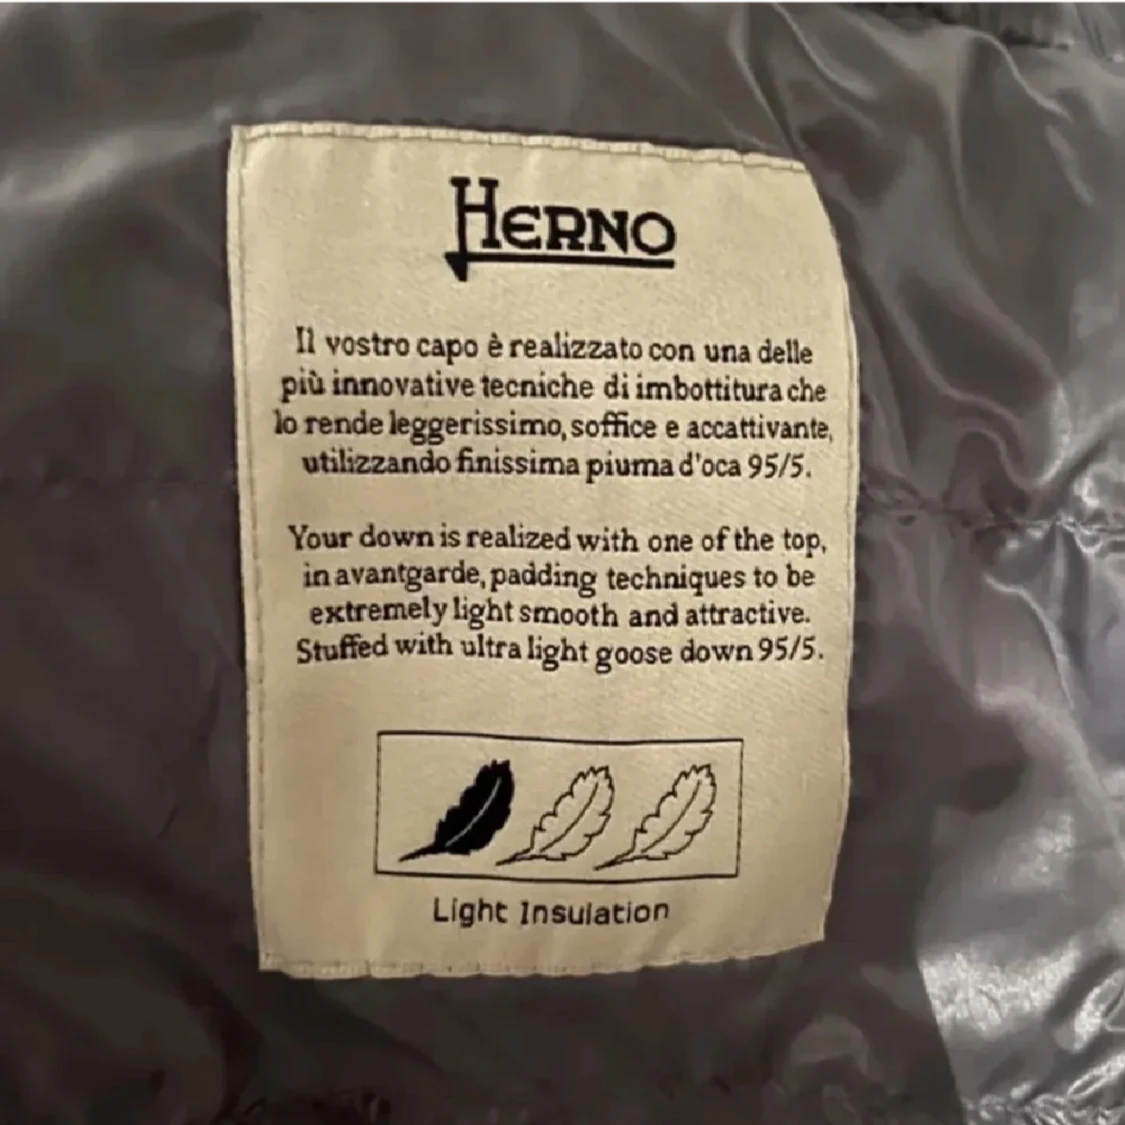 HERNO
Il vostro capo è realizzato con una delle
più innovative tecniche di imbottitura che
lo rende leggerissimo, soffice e accattivante,
utilizzando finissima piuma d'oca 95/5.
Your down is realized with one of the top,
in avantgarde, padding techniques to be
extremely light smooth and attractive.
Stuffed with ultra light goose down 95/5.
Light Insulation